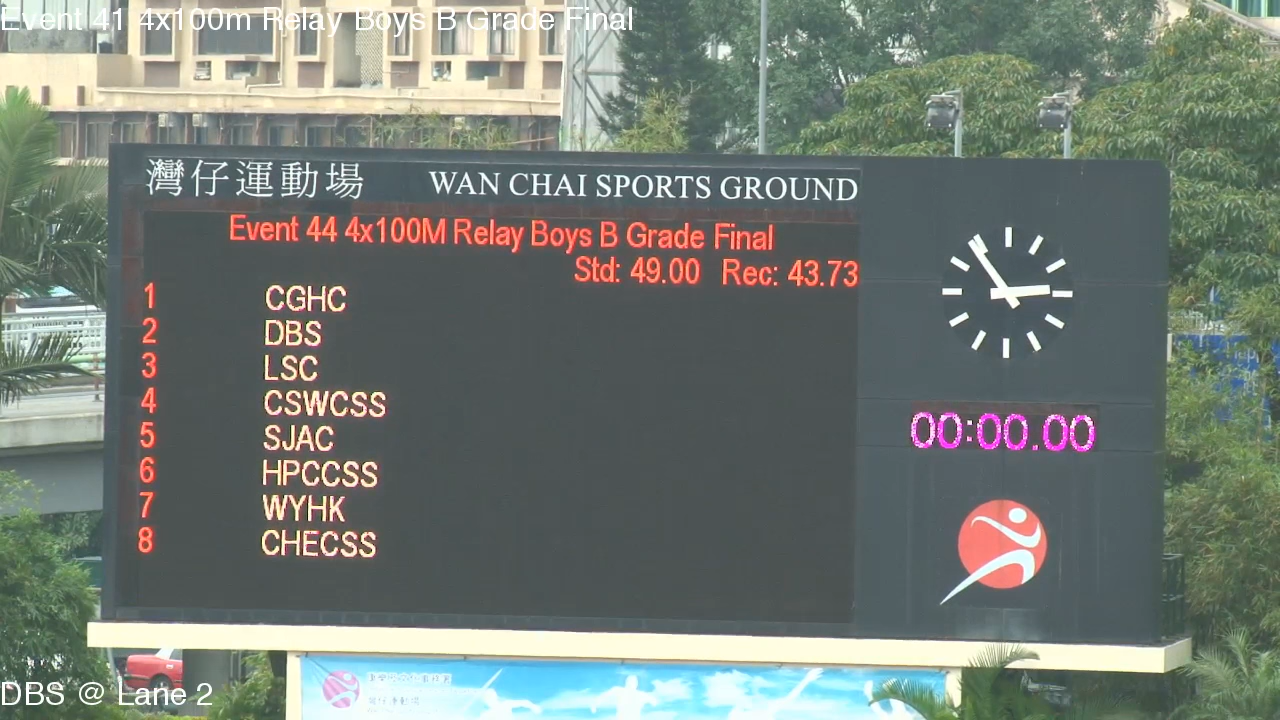 Event 41 4x100m Relay Boys B Grade Final
灣仔運動場 WAN CHAI SPORTS GROUND
Event 44 4x100M Relay Boys B Grade Final
Std: 49.00 Rec: 43.73
1 CGHC
2 DBS
3 LSC
4 CSWCSS
5 SJAC
6 HPCCSS
7 WYHK
8 CHECSS
00:00.00
DBS @ Lane 2